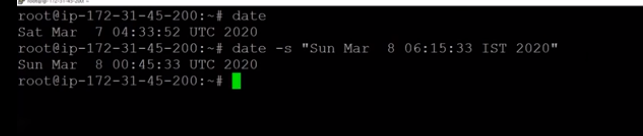 root@ip-172-31-45-200:~# date
Sat Mar  7 04:33:52 UTC 2020
root@ip-172-31-45-200:~# date -s "Sun Mar  8 06:15:33 IST 2020"
Sun Mar  8 00:45:33 UTC 2020
root@ip-172-31-45-200:~#